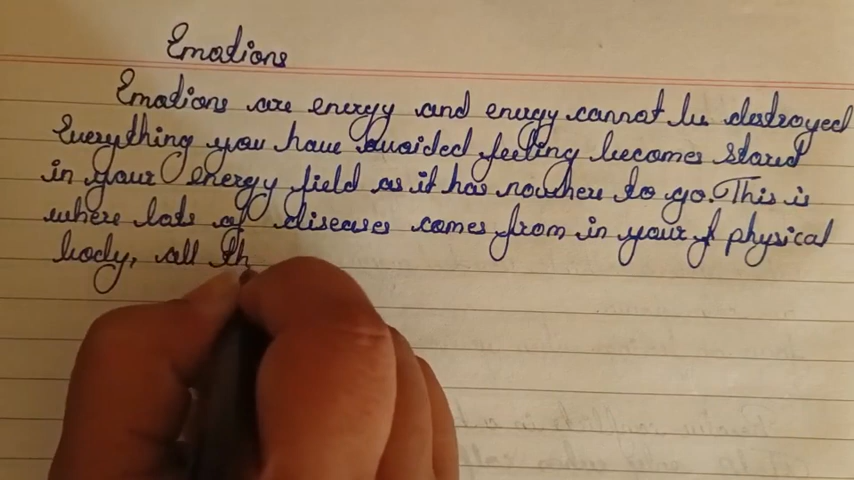 Emotions
Emotions are energy and energy cannot be destroyed
Everything you have avoided feeling becomes stored
in your energy field as it has nowhere to go. This is
where lots of diseases comes from in your physical
body, all th